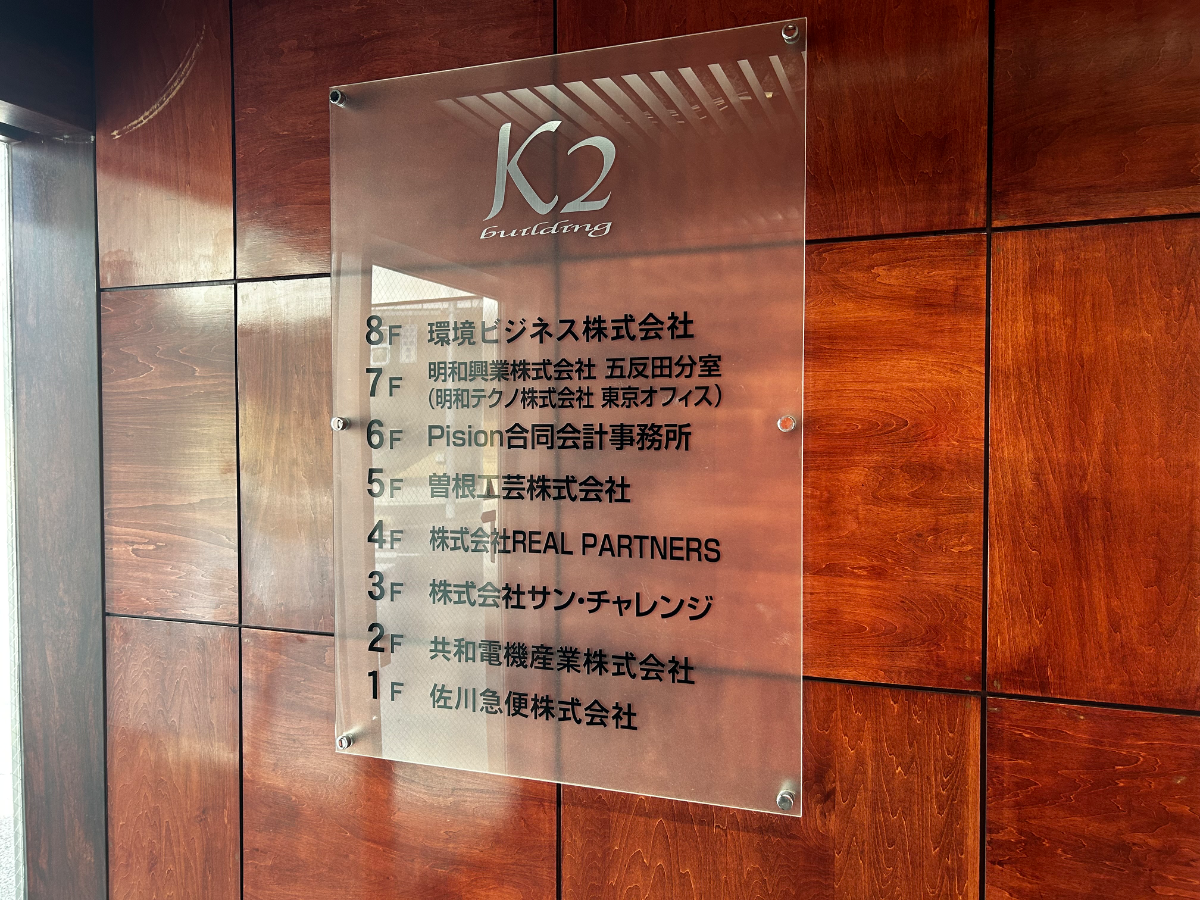 K2
building
8F 環境ビジネス株式会社
7F 明和興業株式会社 五反田分室
(明和テクノ株式会社 東京オフィス)
6F Pision合同会計事務所
5F 曽根工芸株式会社
4F 株式会社REAL PARTNERS
3F 株式会社サン・チャレンジ
2F 共和電機産業株式会社
1F 佐川急便株式会社